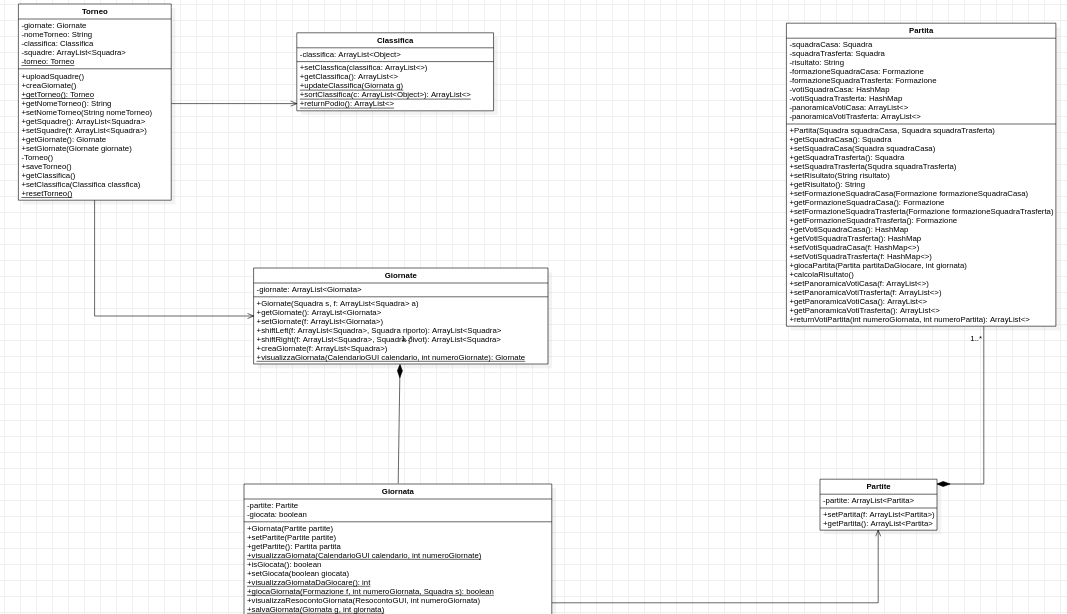 Torneo
-giornate: Giornate
-nomeTorneo: String
-classifica: Classifica
-squadre: ArrayList<Squadra>
-torneo: Torneo
+uploadSquadre()
+creaGiornate()
+getTorneo(): Torneo
+getNomeTorneo(): String
+setNomeTorneo(String nomeTorneo)
+getSquadre(): ArrayList<Squadra>
+setSquadre(f: ArrayList<Squadra>)
+getGiornate(): Giornate
+setGiornate(Giornate giornate)
-Torneo()
+saveTorneo()
+getClassifica()
+setClassifica(Classifica classfica)
+resetTorneo()
Classifica
-classifica: ArrayList<Object>
+setClassfica(classifica: ArrayList<>)
+getClassifica(): ArrayList<>
+updateClassifica(Giornata g)
+sortClassifica(c: ArrayList<Object>): ArrayList<>
+returnPodio(): ArrayList<>
Partita
-squadraCasa: Squadra
-squadraTrasferta: Squadra
-risultato: String
-formazioneSquadraCasa: Formazione
-formazioneSquadraTrasferta: Formazione
-votiSquadraCasa: HashMap
-votiSquadraTrasferta: HashMap
-panoramicaVotiCasa: ArrayList<>
-panoramicaVotiTrasferta: ArrayList<>
+Partita(Squadra squadraCasa, Squadra squadraTrasferta)
+getSquadraCasa(): Squadra
+setSquadraCasa(Squadra squadraCasa)
+getSquadraTrasferta(): Squadra
+setSquadraTrasferta(Squdra squadraTrasferta)
+setRisultato(String risultato)
+getRisultato(): String
+setFormazioneSquadraCasa(Formazione formazioneSquadraCasa)
+getFormazioneSquadraCasa(): Formazione
+setFormazioneSquadraTrasferta(Formazione formazioneSquadraTrasferta)
+getFormazioneSquadraTrasferta(): Formazione
+getVotiSquadraCasa(): HashMap
+getVotiSquadraTrasferta(): HashMap
+setVotiSquadraCasa(f: HashMap<>)
+setVotiSquadraTrasferta(f: HashMap<>)
+giocaPartita(Partita partitaDaGiocare, int giornata)
+calcolaRisultato()
+setPanoramicaVotiCasa(f: ArrayList<>)
+setPanoramicaVotiTrasferta(f: ArrayList<>)
+getPanoramicaVotiCasa(): ArrayList<>
+getPanoramicaVotiTrasferta(): ArrayList<>
+returnVotiPartita(int numeroGiornata, int numeroPartita): ArrayList<>
1..*
Giornate
-giornate: ArrayList<Giornata>
+Giornate(Squadra s, f: ArrayList<Squadra> a)
+getGiornate(): ArrayList<Giornata>
+setGiornate(f: ArrayList<Giornata>)
+shiftLeft(f: ArrayList<Squadra>, Squadra riporto): ArrayList<Squadra>
+shiftRight(f: ArrayList<Squadra>, Squadra pivot): ArrayList<Squadra>
+creaGiornate(f: ArrayList<Squadra>)
+visualizzaGiornata(CalendarioGUI calendario, int numeroGiornate): Giornate
Giornata
-partite: Partite
-giocata: boolean
+Giornata(Partite partite)
+setPartite(Partite partite)
+getPartite(): Partita partita
+visualizzaGiornata(CalendarioGUI calendario, int numeroGiornate)
+isGiocata(): boolean
+setGiocata(boolean giocata)
+visualizzaGiornataDaGiocare(): int
+giocaGiornata(Formazione f, int numeroGiornata, Squadra s): boolean
+visualizzaResocontoGiornata(ResocontoGUI, int numeroGiornata)
+salvaGiornata(Giornata g, int giornata)
Partite
-partite: ArrayList<Partita>
+setPartita(f: ArrayList<Partita>)
+getPartita(): ArrayList<Partita>